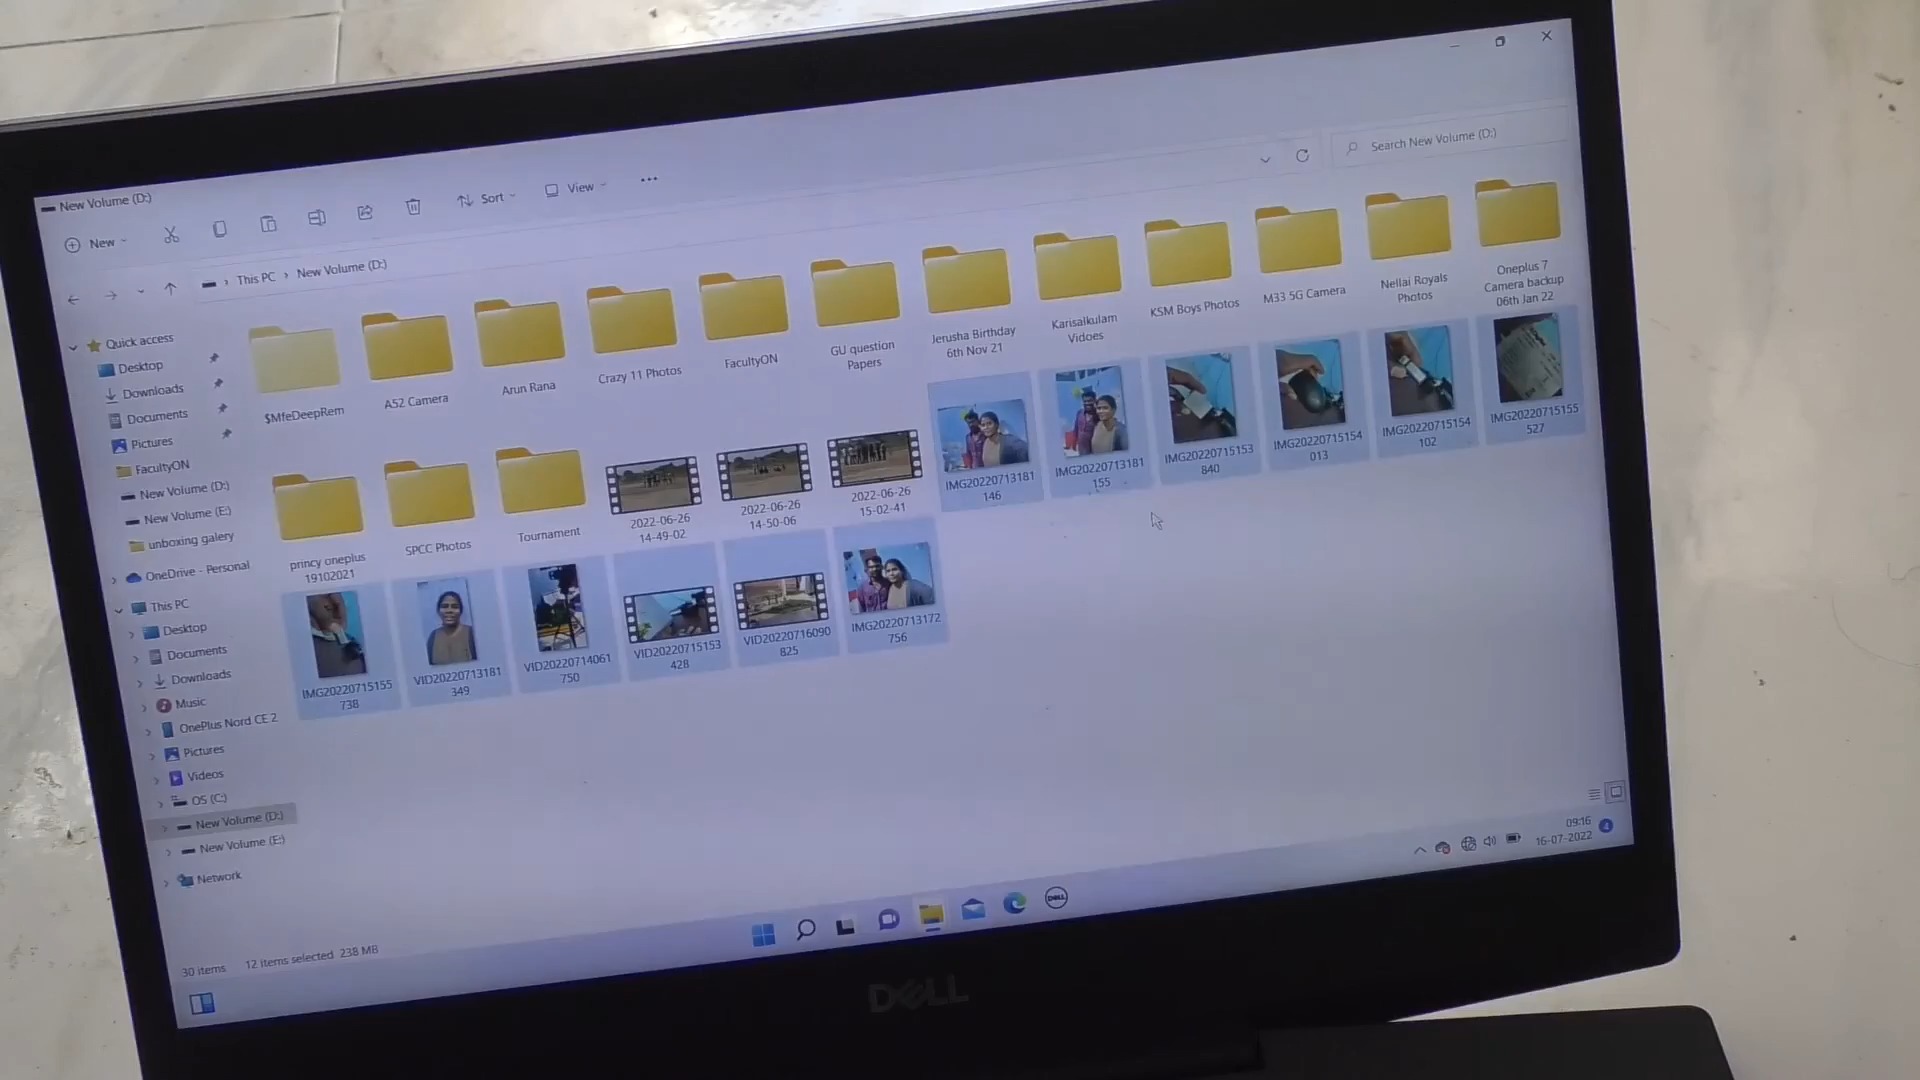 New Volume (D:)
New
Sort
View
This PC > New Volume (D:)
Search New Volume (D:)
Quick access
Desktop
Downloads
Documents
Pictures
FacultyON
New Volume (D:)
New Volume (E:)
unboxing galery
OneDrive - Personal
This PC
Desktop
Documents
Downloads
Music
OnePlus Nord CE 2
Pictures
Videos
OS (C:)
New Volume (D:)
New Volume (E:)
Network
$MfeDeepRem
A52 Camera
Arun Rana
Crazy 11 Photos
FacultyON
GU question
Papers
Jerusha Birthday
6th Nov 21
Karisalkulam
Vidoes
KSM Boys Photos
M33 5G Camera
Nellai Royals
Photos
Oneplus 7
Camera backup
06th Jan 22
princy oneplus
19102021
SPCC Photos
Tournament
2022-06-26
14-49-02
2022-06-26
14-50-06
2022-06-26
15-02-41
IMG20220713181
146
IMG20220713181
155
IMG20220715153
840
IMG20220715154
013
IMG20220715154
102
IMG20220715155
527
IMG20220715155
738
VID20220713181
349
VID20220714061
750
VID20220715153
428
VID20220716090
825
IMG20220713172
756
30 items
12 items selected 238 MB
09:16
16-07-2022
4
DELL
DELL